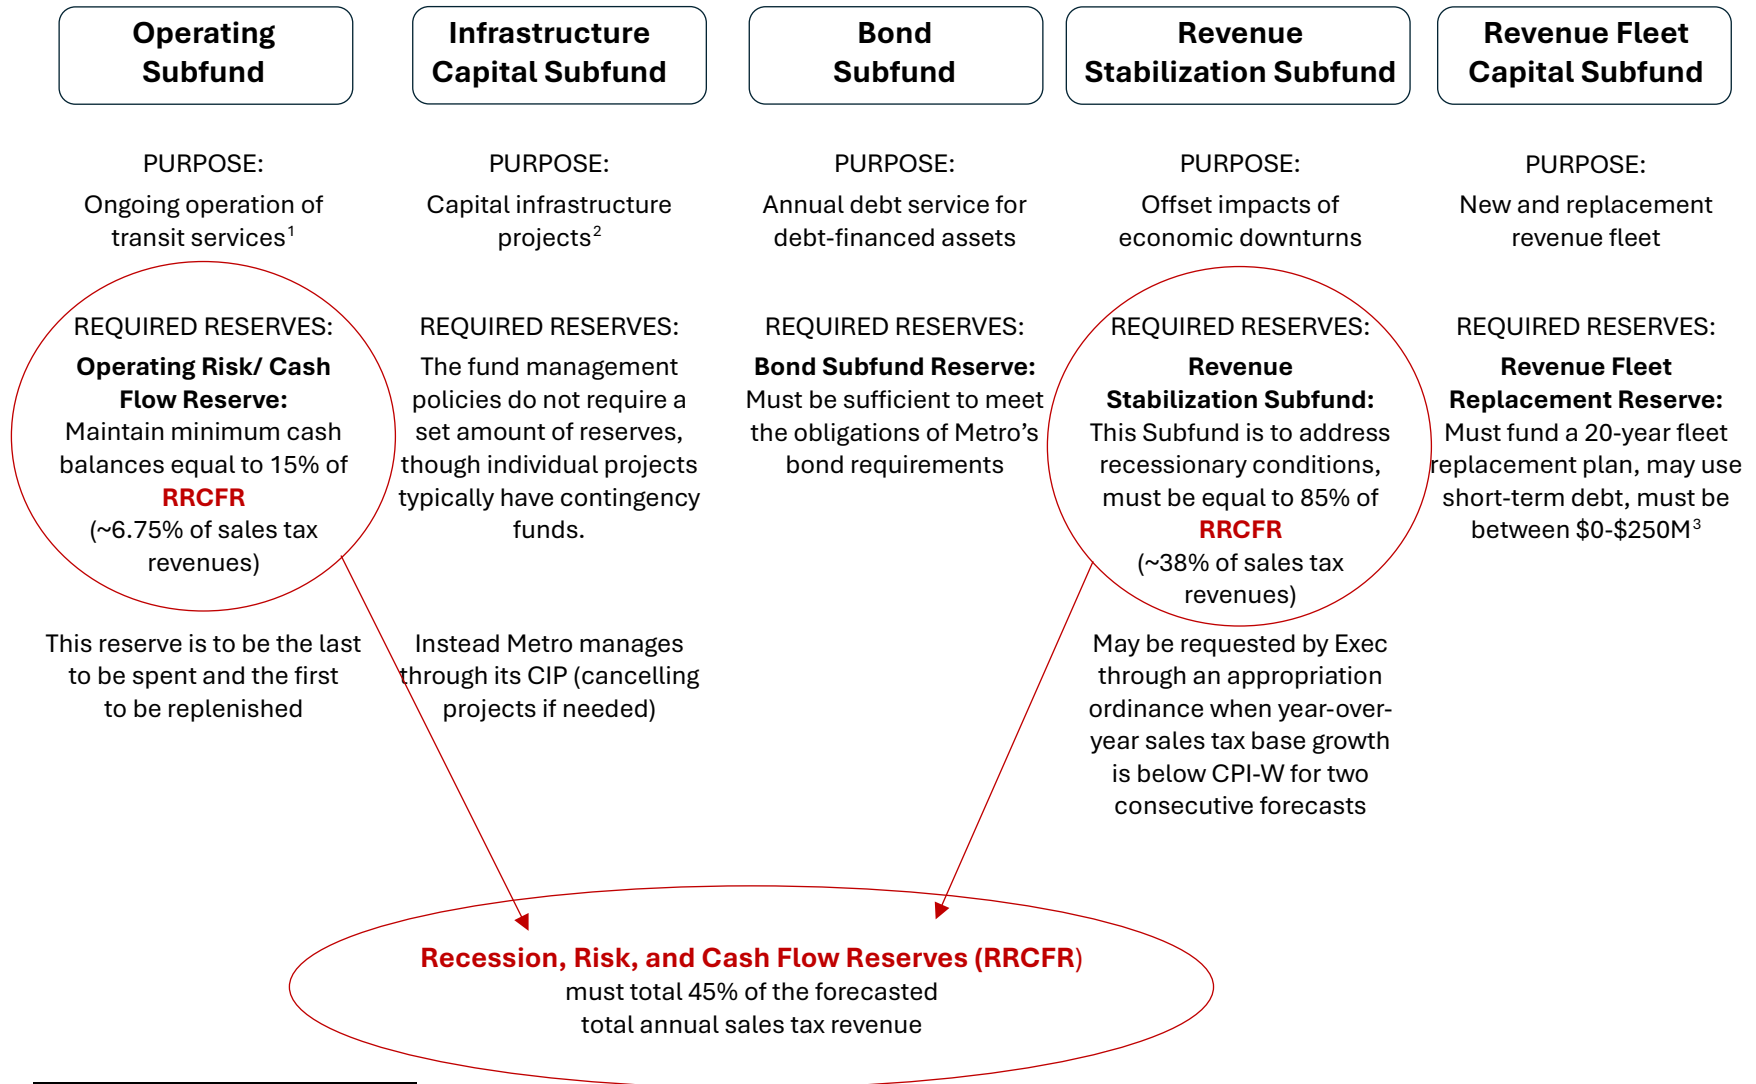 Operating
Subfund
PURPOSE:
Ongoing operation of
transit services1
REQUIRED RESERVES:
Operating Risk/ Cash
Flow Reserve:
Maintain minimum cash
balances equal to 15% of
RRCFR
(~6.75% of sales tax
revenues)
This reserve is to be the last
to be spent and the first
to be replenished
Infrastructure
Capital Subfund
PURPOSE:
Capital infrastructure
projects2
REQUIRED RESERVES:
The fund management
policies do not require a
set amount of reserves,
though individual projects
typically have contingency
funds.
Instead Metro manages
through its CIP (cancelling
projects if needed)
Bond
Subfund
PURPOSE:
Annual debt service for
debt-financed assets
REQUIRED RESERVES:
Bond Subfund Reserve:
Must be sufficient to meet
the obligations of Metro’s
bond requirements
Revenue
Stabilization Subfund
PURPOSE:
Offset impacts of
economic downturns
REQUIRED RESERVES:
Revenue
Stabilization Subfund:
This Subfund is to address
recessionary conditions,
must be equal to 85% of
RRCFR
(~38% of sales tax
revenues)
May be requested by Exec
through an appropriation
ordinance when year-over-
year sales tax base growth
is below CPI-W for two
consecutive forecasts
Revenue Fleet
Capital Subfund
PURPOSE:
New and replacement
revenue fleet
REQUIRED RESERVES:
Revenue Fleet
Replacement Reserve:
Must fund a 20-year fleet
replacement plan, may use
short-term debt, must be
between $0-$250M3
Recession, Risk, and Cash Flow Reserves (RRCFR)
must total 45% of the forecasted
total annual sales tax revenue